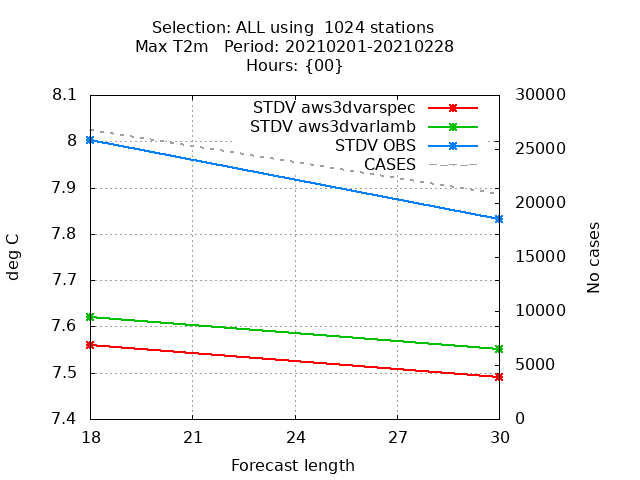 Selection: ALL using  1024 stations
Max T2m   Period: 20210201-20210228
Hours: {00}
8.1
8
7.9
7.8
7.7
7.6
7.5
7.4
deg C
STDV aws3dvarspec
STDV aws3dvarlamb
STDV OBS
CASES
30000
25000
20000
15000
10000
5000
0
No cases
18 21 24 27 30
Forecast length